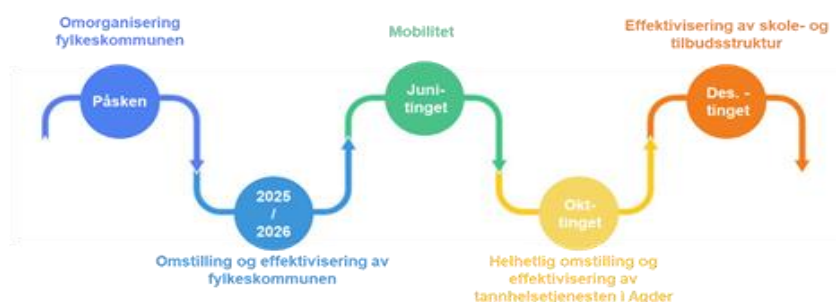 Omorganisering
fylkeskommunen
Påsken
2025
/
2026
Omstilling og effektivisering av
fylkeskommunen
Mobilitet
Juni-
tinget
Okt-
tinget
Helhetlig omstilling og
effektivisering av
tannhelsetjenesten i Agder
Effektivisering av skole- og
tilbudsstruktur
Des. -
tinget